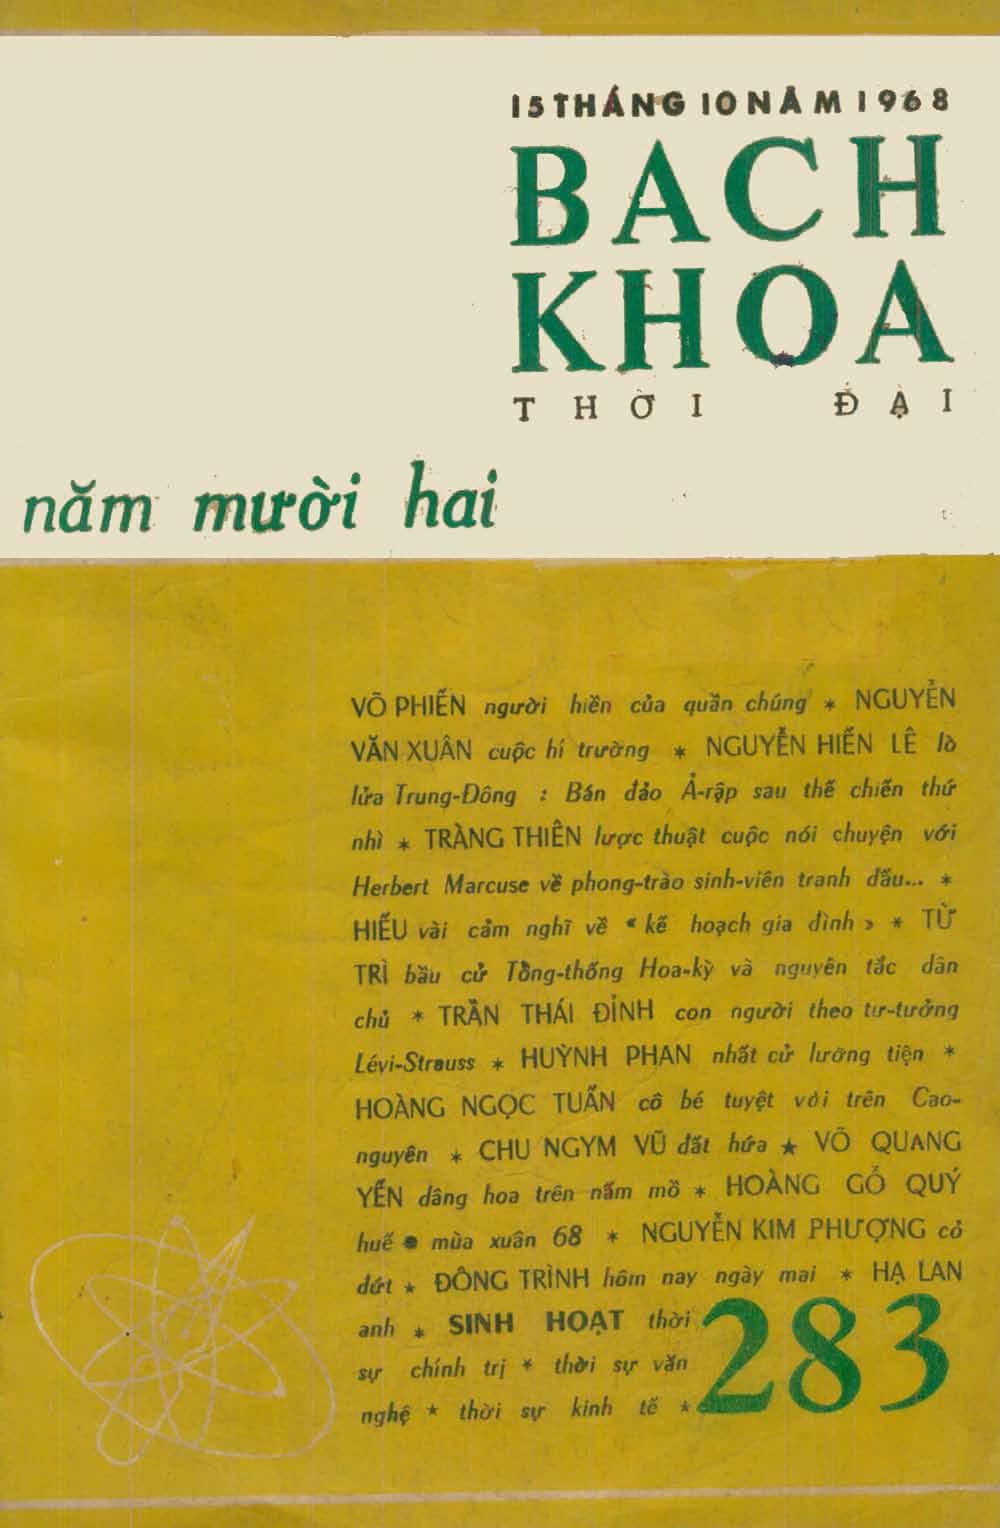 15 THÁNG 10 NĂM 1968
BACH
KHOA
THỜI ĐẠI
năm mười hai
VÕ PHIẾN người hiền của quần chúng * NGUYỄN
VĂN XUÂN cuộc hí trường * NGUYỄN HIẾN LÊ lò
lửa Trung-Đông : Bán đảo Ả-rập sau thế chiến thứ
nhì * TRÀNG THIÊN lược thuật cuộc nói chuyện với
Herbert Marcuse về phong-trào sinh-viên tranh đấu... *
HIẾU vài cảm nghĩ về « kế hoạch gia đình » * TỪ
TRÌ bầu cử Tổng-thống Hoa-kỳ và nguyên tắc dân
chủ * TRẦN THÁI ĐỈNH con người theo tư-tưởng
Lévi-Strauss * HUỲNH PHAN nhất cử lưỡng tiện *
HOÀNG NGỌC TUẤN cô bé tuyệt vời trên Cao-
nguyên * CHU NGYM VŨ đất hứa ★ VÕ QUANG
YẾN dâng hoa trên nấm mồ * HOÀNG GỖ QUÝ
huế • mùa xuân 68 * NGUYỄN KIM PHƯỢNG cỏ
dứt * ĐÔNG TRÌNH hôm nay ngày mai * HẠ LAN
anh * SINH HOẠT thời
sự chính trị * thời sự văn
nghệ * thời sự kinh tế *
283